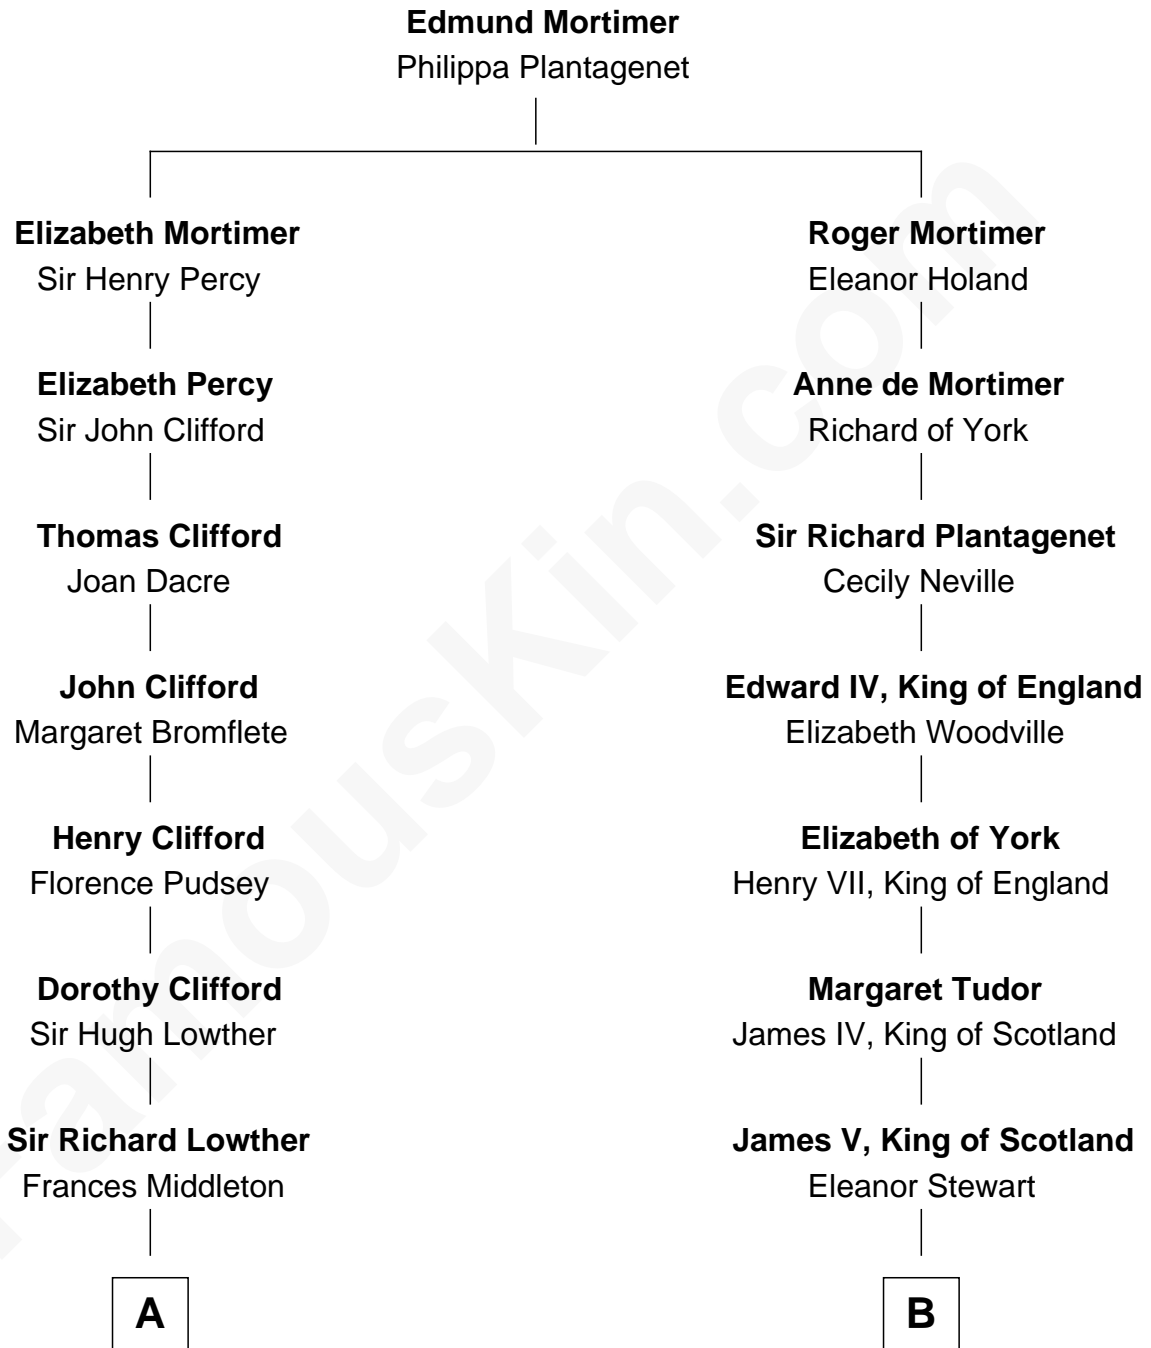 Edmund Mortimer
Philippa Plantagenet
Elizabeth Mortimer
Sir Henry Percy
Roger Mortimer
Eleanor Holand
Elizabeth Percy
Sir John Clifford
Anne de Mortimer
Richard of York
Thomas Clifford
Joan Dacre
Sir Richard Plantagenet
Cecily Neville
John Clifford
Margaret Bromflete
Edward IV, King of England
Elizabeth Woodville
Henry Clifford
Florence Pudsey
Elizabeth of York
Henry VII, King of England
Dorothy Clifford
Sir Hugh Lowther
Margaret Tudor
James IV, King of Scotland
Sir Richard Lowther
Frances Middleton
James V, King of Scotland
Eleanor Stewart
A
B
FamousKin.com